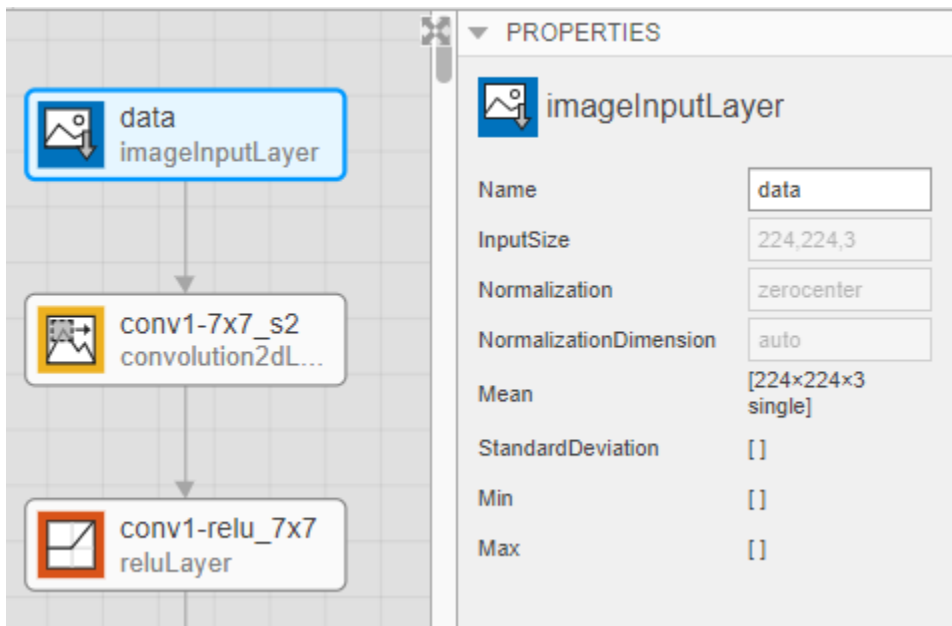 data
imageInputLayer
conv1-7x7_s2
convolution2dL...
conv1-relu_7x7
reluLayer
PROPERTIES
imageInputLayer
Name data
InputSize 224,224,3
Normalization zerocenter
NormalizationDimension auto
Mean [224×224×3
single]
StandardDeviation []
Min []
Max []